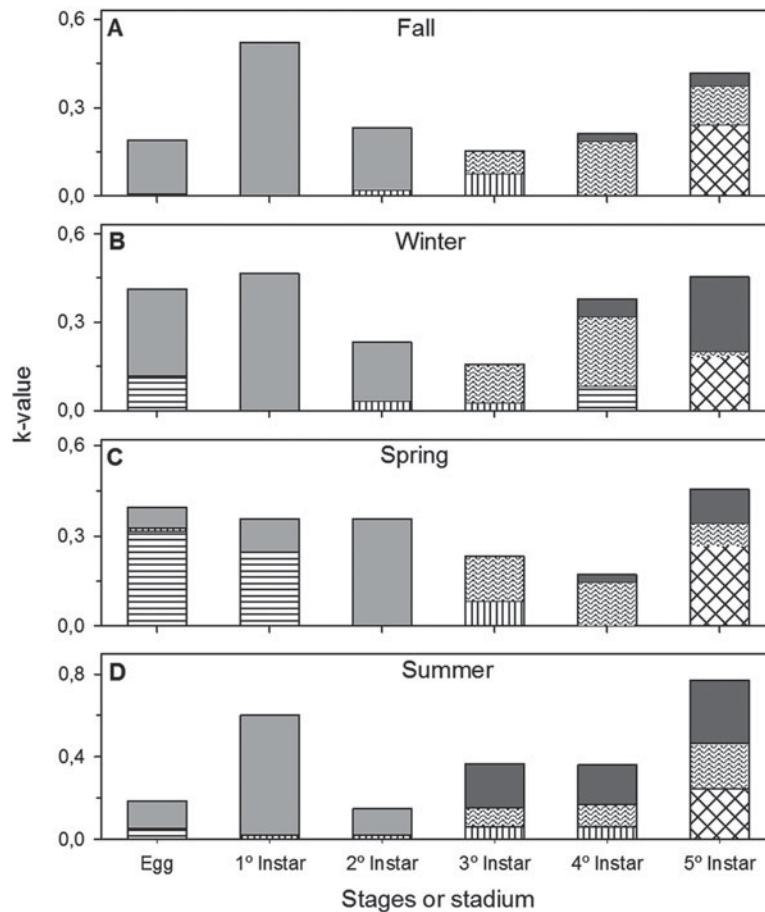 A Fall
0,6
0,3
0,0
B Winter
0,6
0,3
0,0
C Spring
0,6
0,3
0,0
D Summer
0,8
0,4
0,0
k-value
Egg 1º Instar 2º Instar 3º Instar 4º Instar 5º Instar
Stages or stadium